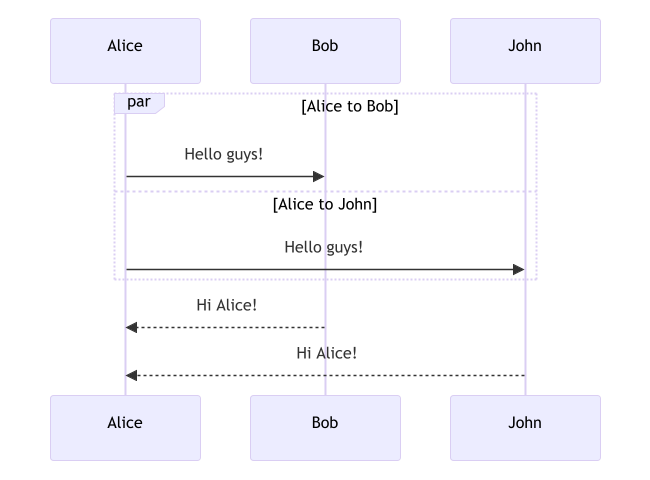 Alice
Bob
John
par
[Alice to Bob]
Hello guys!
[Alice to John]
Hello guys!
Hi Alice!
Hi Alice!
Alice
Bob
John